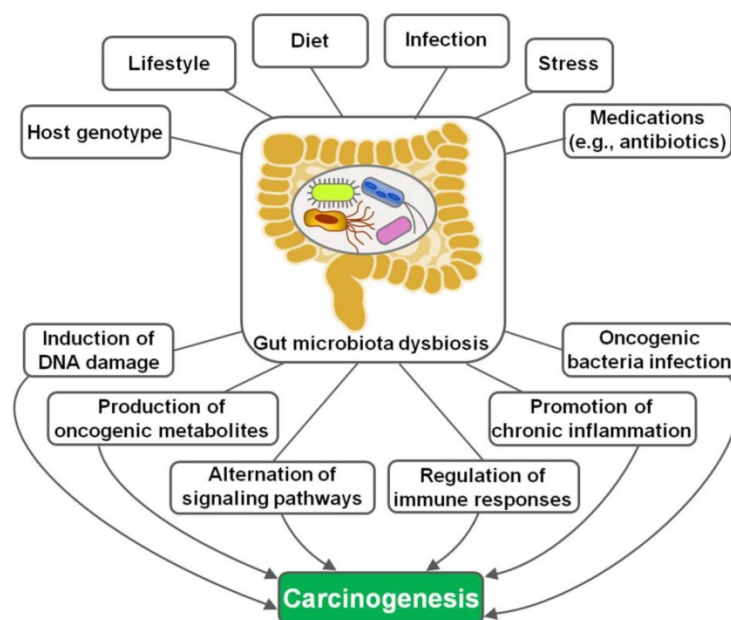 Diet
Infection
Lifestyle
Stress
Host genotype
Medications
(e.g., antibiotics)
Gut microbiota dysbiosis
Induction of
DNA damage
Oncogenic
bacteria infection
Production of
oncogenic metabolites
Promotion of
chronic inflammation
Alternation of
signaling pathways
Regulation of
immune responses
Carcinogenesis